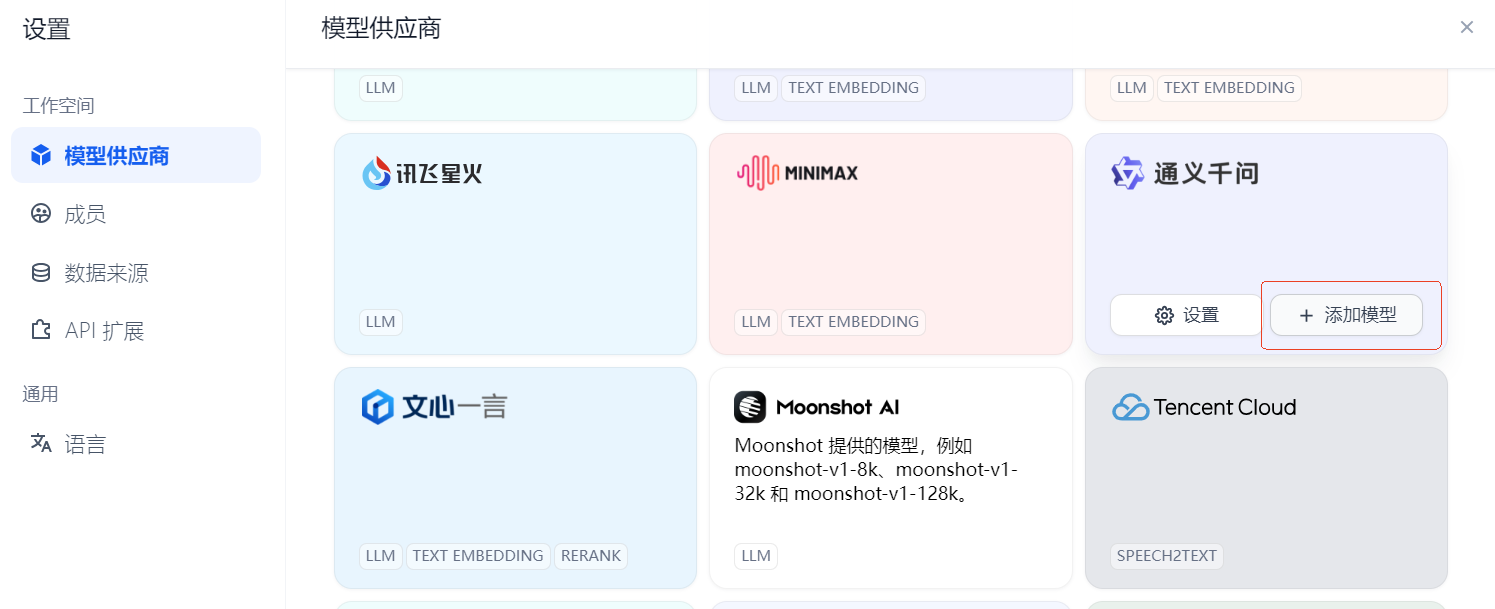 设置
模型供应商
工作空间
模型供应商
成员
数据来源
API 扩展
通用
语言
LLM
LLM TEXT EMBEDDING
LLM TEXT EMBEDDING
讯飞星火
LLM
MINIMAX
LLM TEXT EMBEDDING
通义千问
设置
添加模型
文心一言
LLM TEXT EMBEDDING RERANK
Moonshot AI
Moonshot 提供的模型，例如
moonshot-v1-8k、moonshot-v1-
32k 和 moonshot-v1-128k。
LLM
Tencent Cloud
SPEECH2TEXT